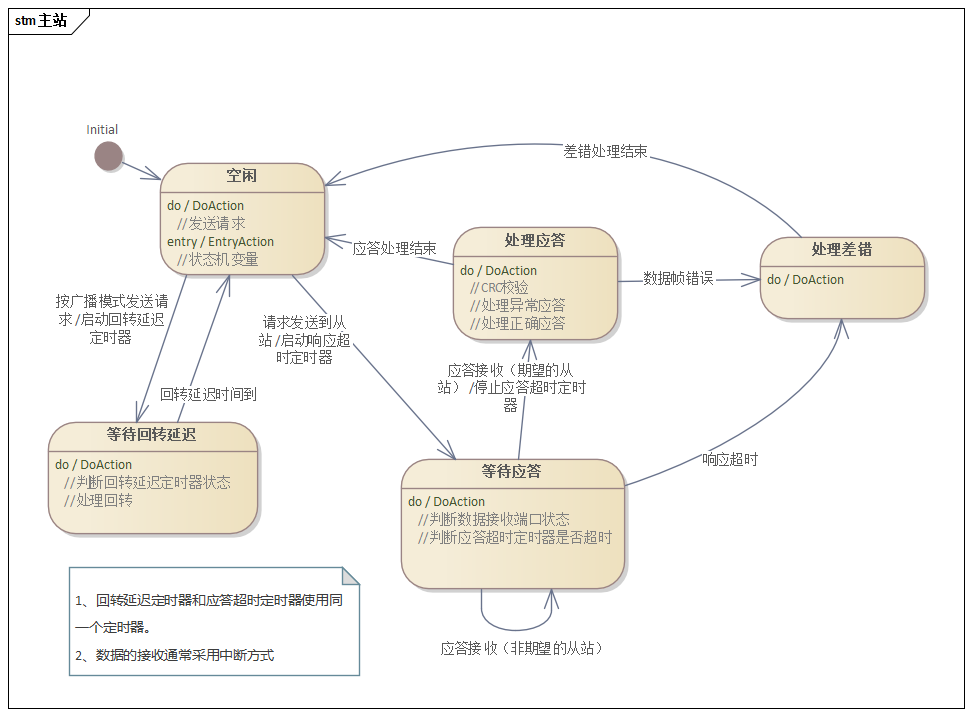 stm 主站
Initial
空闲
do / DoAction
//发送请求
entry / EntryAction
//状态机变量
差错处理结束
应答处理结束
处理应答
do / DoAction
//CRC校验
//处理异常应答
//处理正确应答
数据帧错误
处理差错
do / DoAction
按广播模式发送请
求 /启动回转延迟
定时器
回转延迟时间到
请求发送到从
站 /启动响应超
时定时器
应答接收（期望的从
站） /停止应答超时定时
器
等待回转延迟
do / DoAction
//判断回转延迟定时器状态
//处理回转
等待应答
do / DoAction
//判断数据接收端口状态
//判断应答超时定时器是否超时
响应超时
应答接收（非期望的从站）
1、回转延迟定时器和应答超时定时器使用同
一个定时器。
2、数据的接收通常采用中断方式